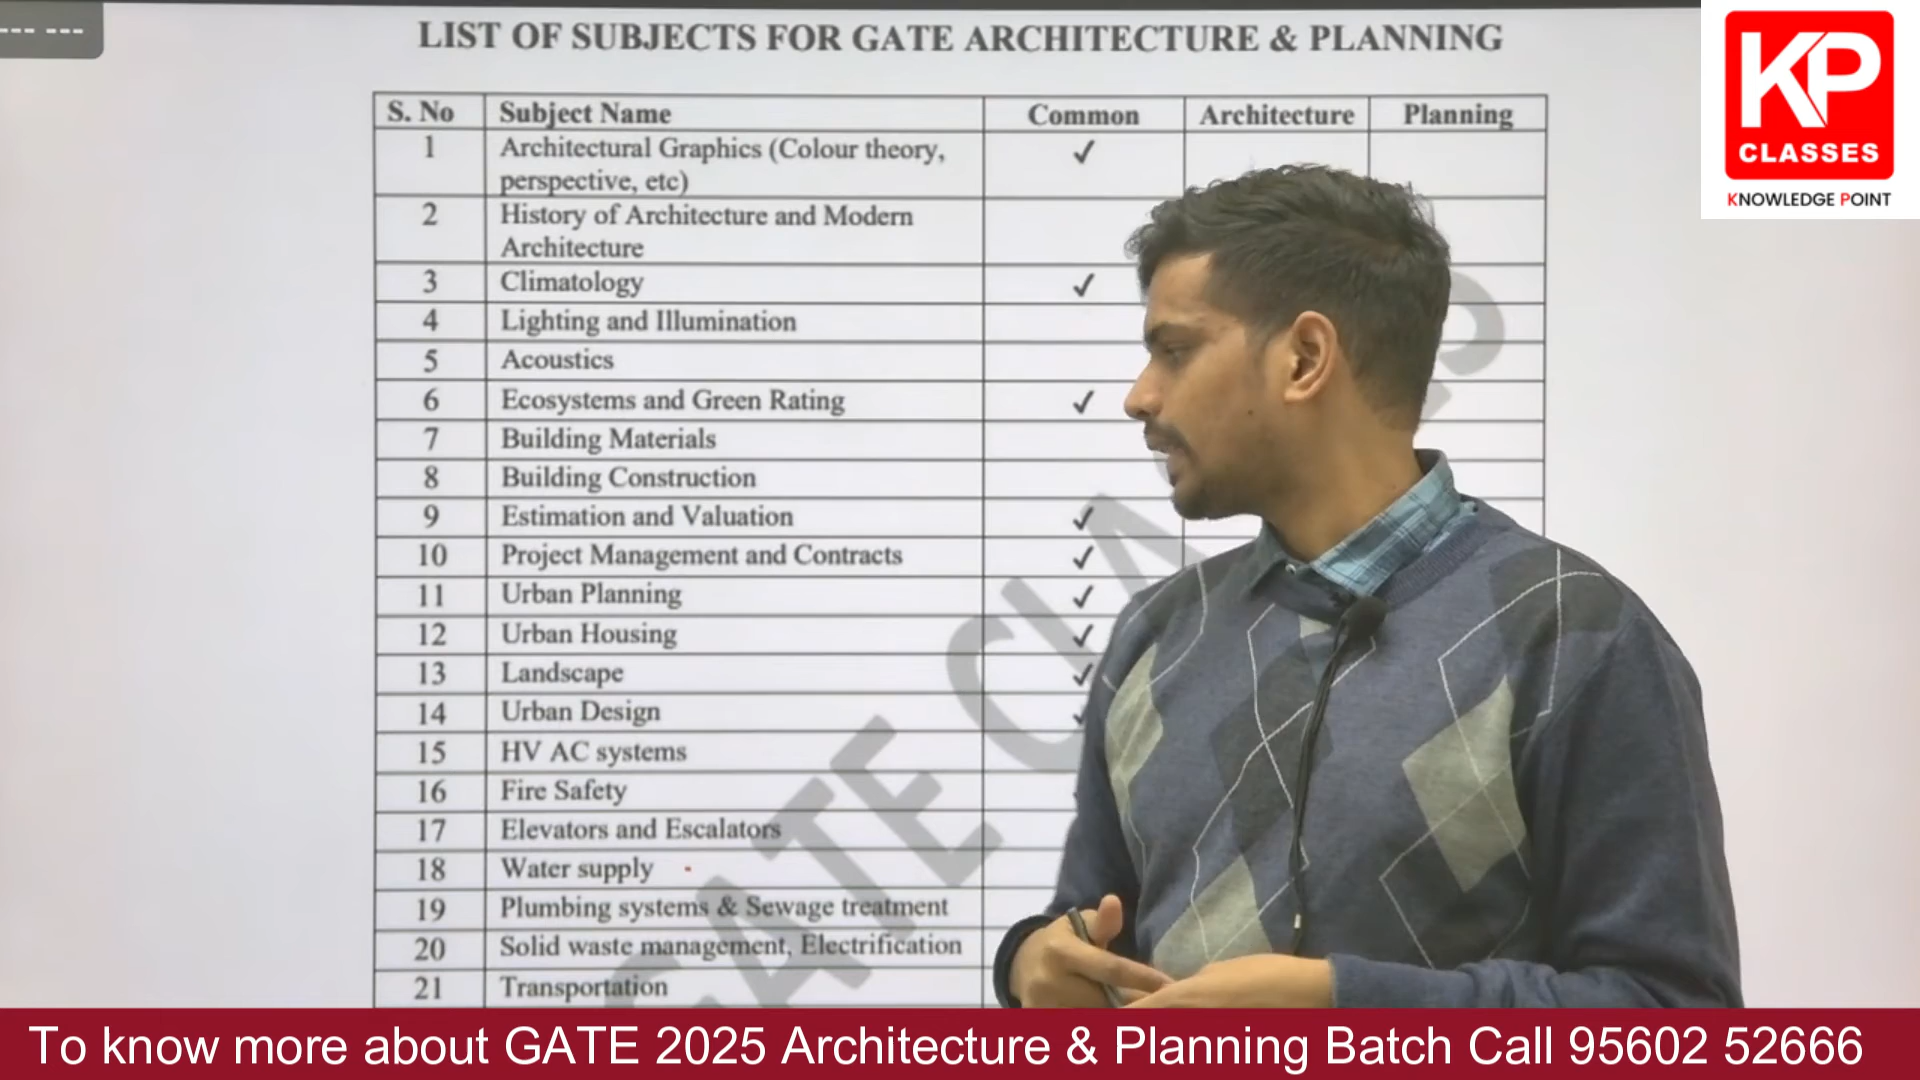 --- ---
LIST OF SUBJECTS FOR GATE ARCHITECTURE & PLANNING
S. No Subject Name Common Architecture Planning
1 Architectural Graphics (Colour theory, ✓
perspective, etc)
2 History of Architecture and Modern
Architecture
3 Climatology ✓
4 Lighting and Illumination
5 Acoustics
6 Ecosystems and Green Rating ✓
7 Building Materials
8 Building Construction
9 Estimation and Valuation ✓
10 Project Management and Contracts ✓
11 Urban Planning ✓
12 Urban Housing ✓
13 Landscape ✓
14 Urban Design ✓
15 HV AC systems
16 Fire Safety
17 Elevators and Escalators
18 Water supply
19 Plumbing systems & Sewage treatment
20 Solid waste management, Electrification
21 Transportation
GATE CLA S
KP
CLASSES
KNOWLEDGE POINT
To know more about GATE 2025 Architecture & Planning Batch Call 95602 52666